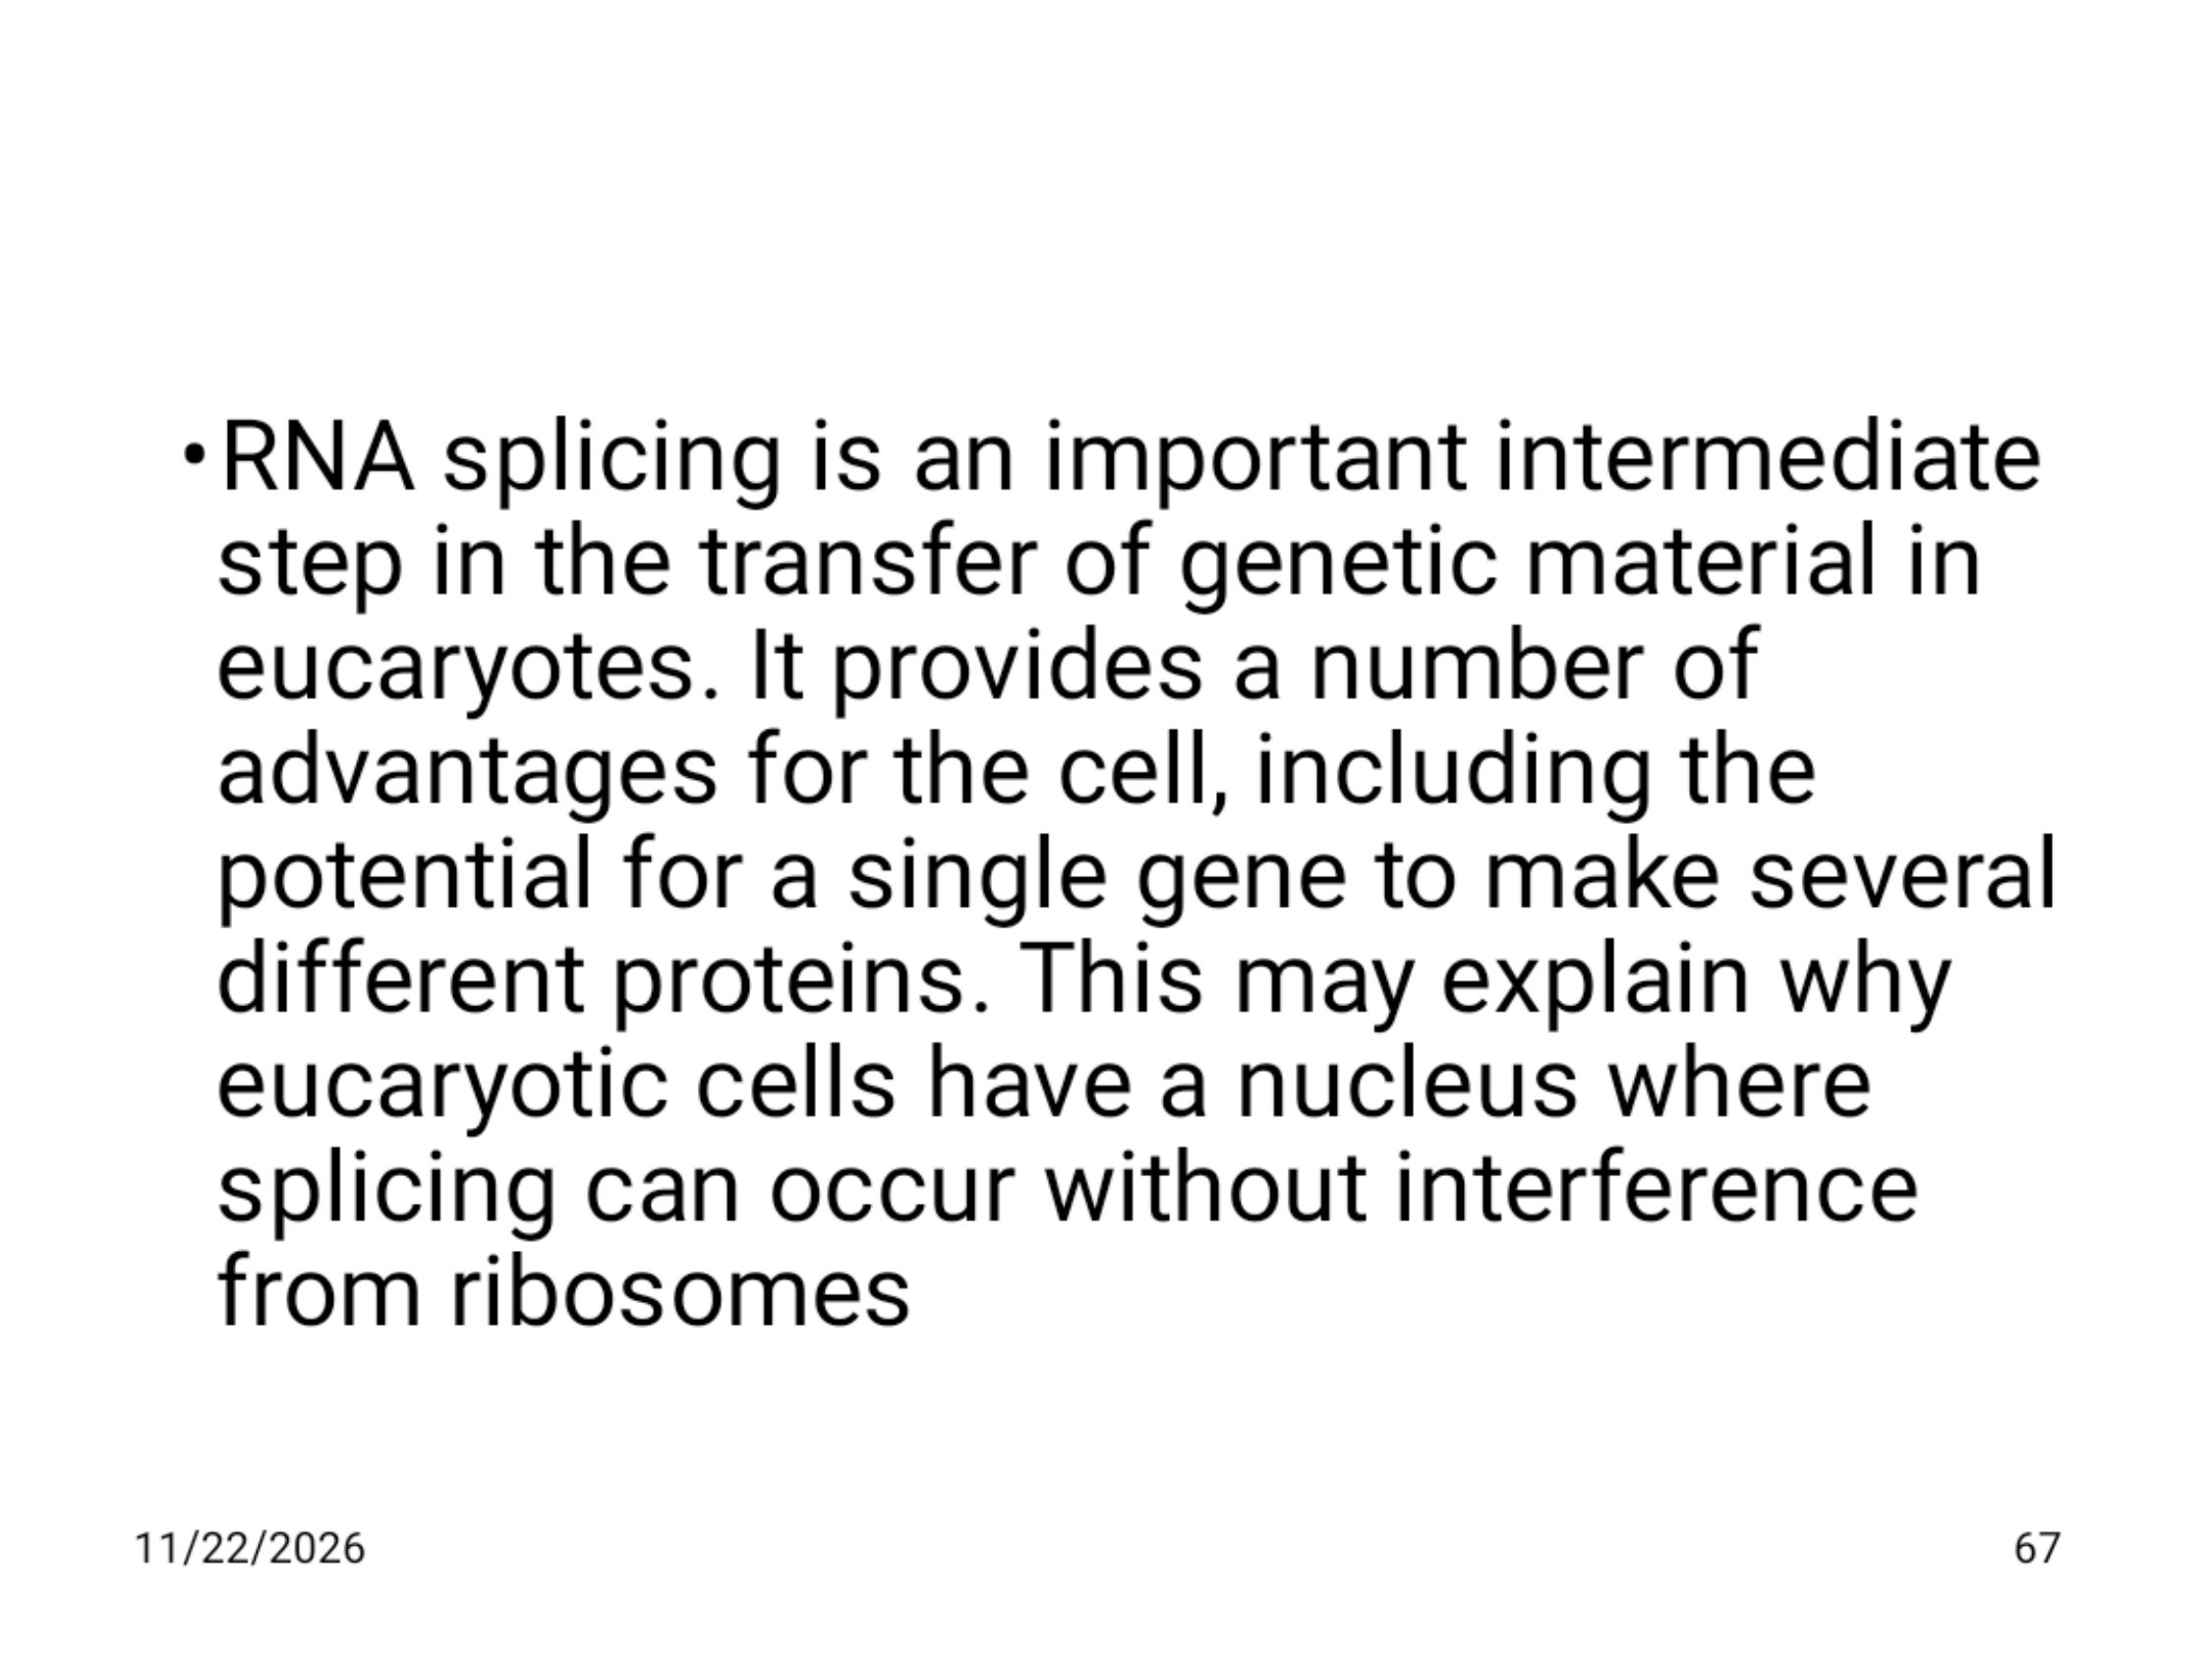 •RNA splicing is an important intermediate
step in the transfer of genetic material in
eucaryotes. It provides a number of
advantages for the cell, including the
potential for a single gene to make several
different proteins. This may explain why
eucaryotic cells have a nucleus where
splicing can occur without interference
from ribosomes
11/22/2026
67